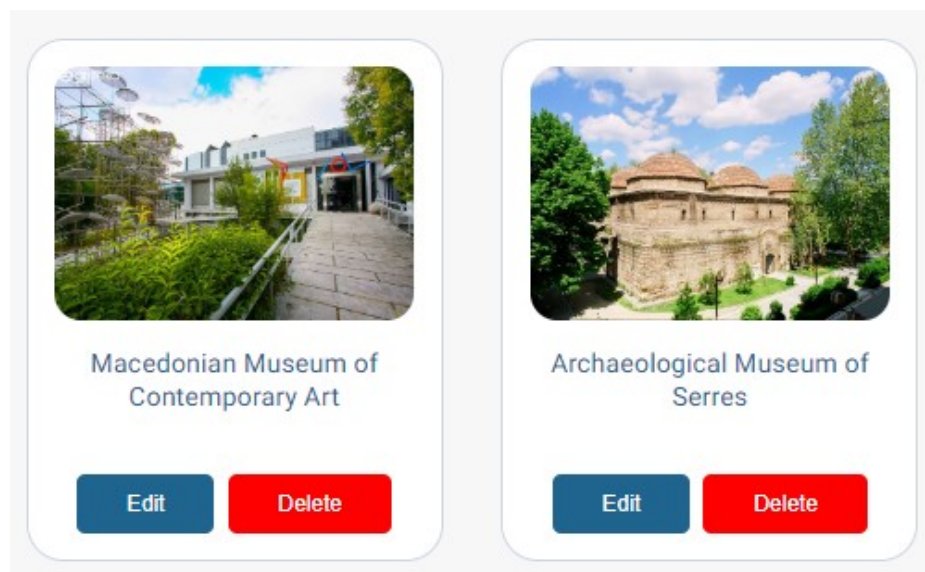 Macedonian Museum of
Contemporary Art
Edit
Delete
Archaeological Museum of
Serres
Edit
Delete